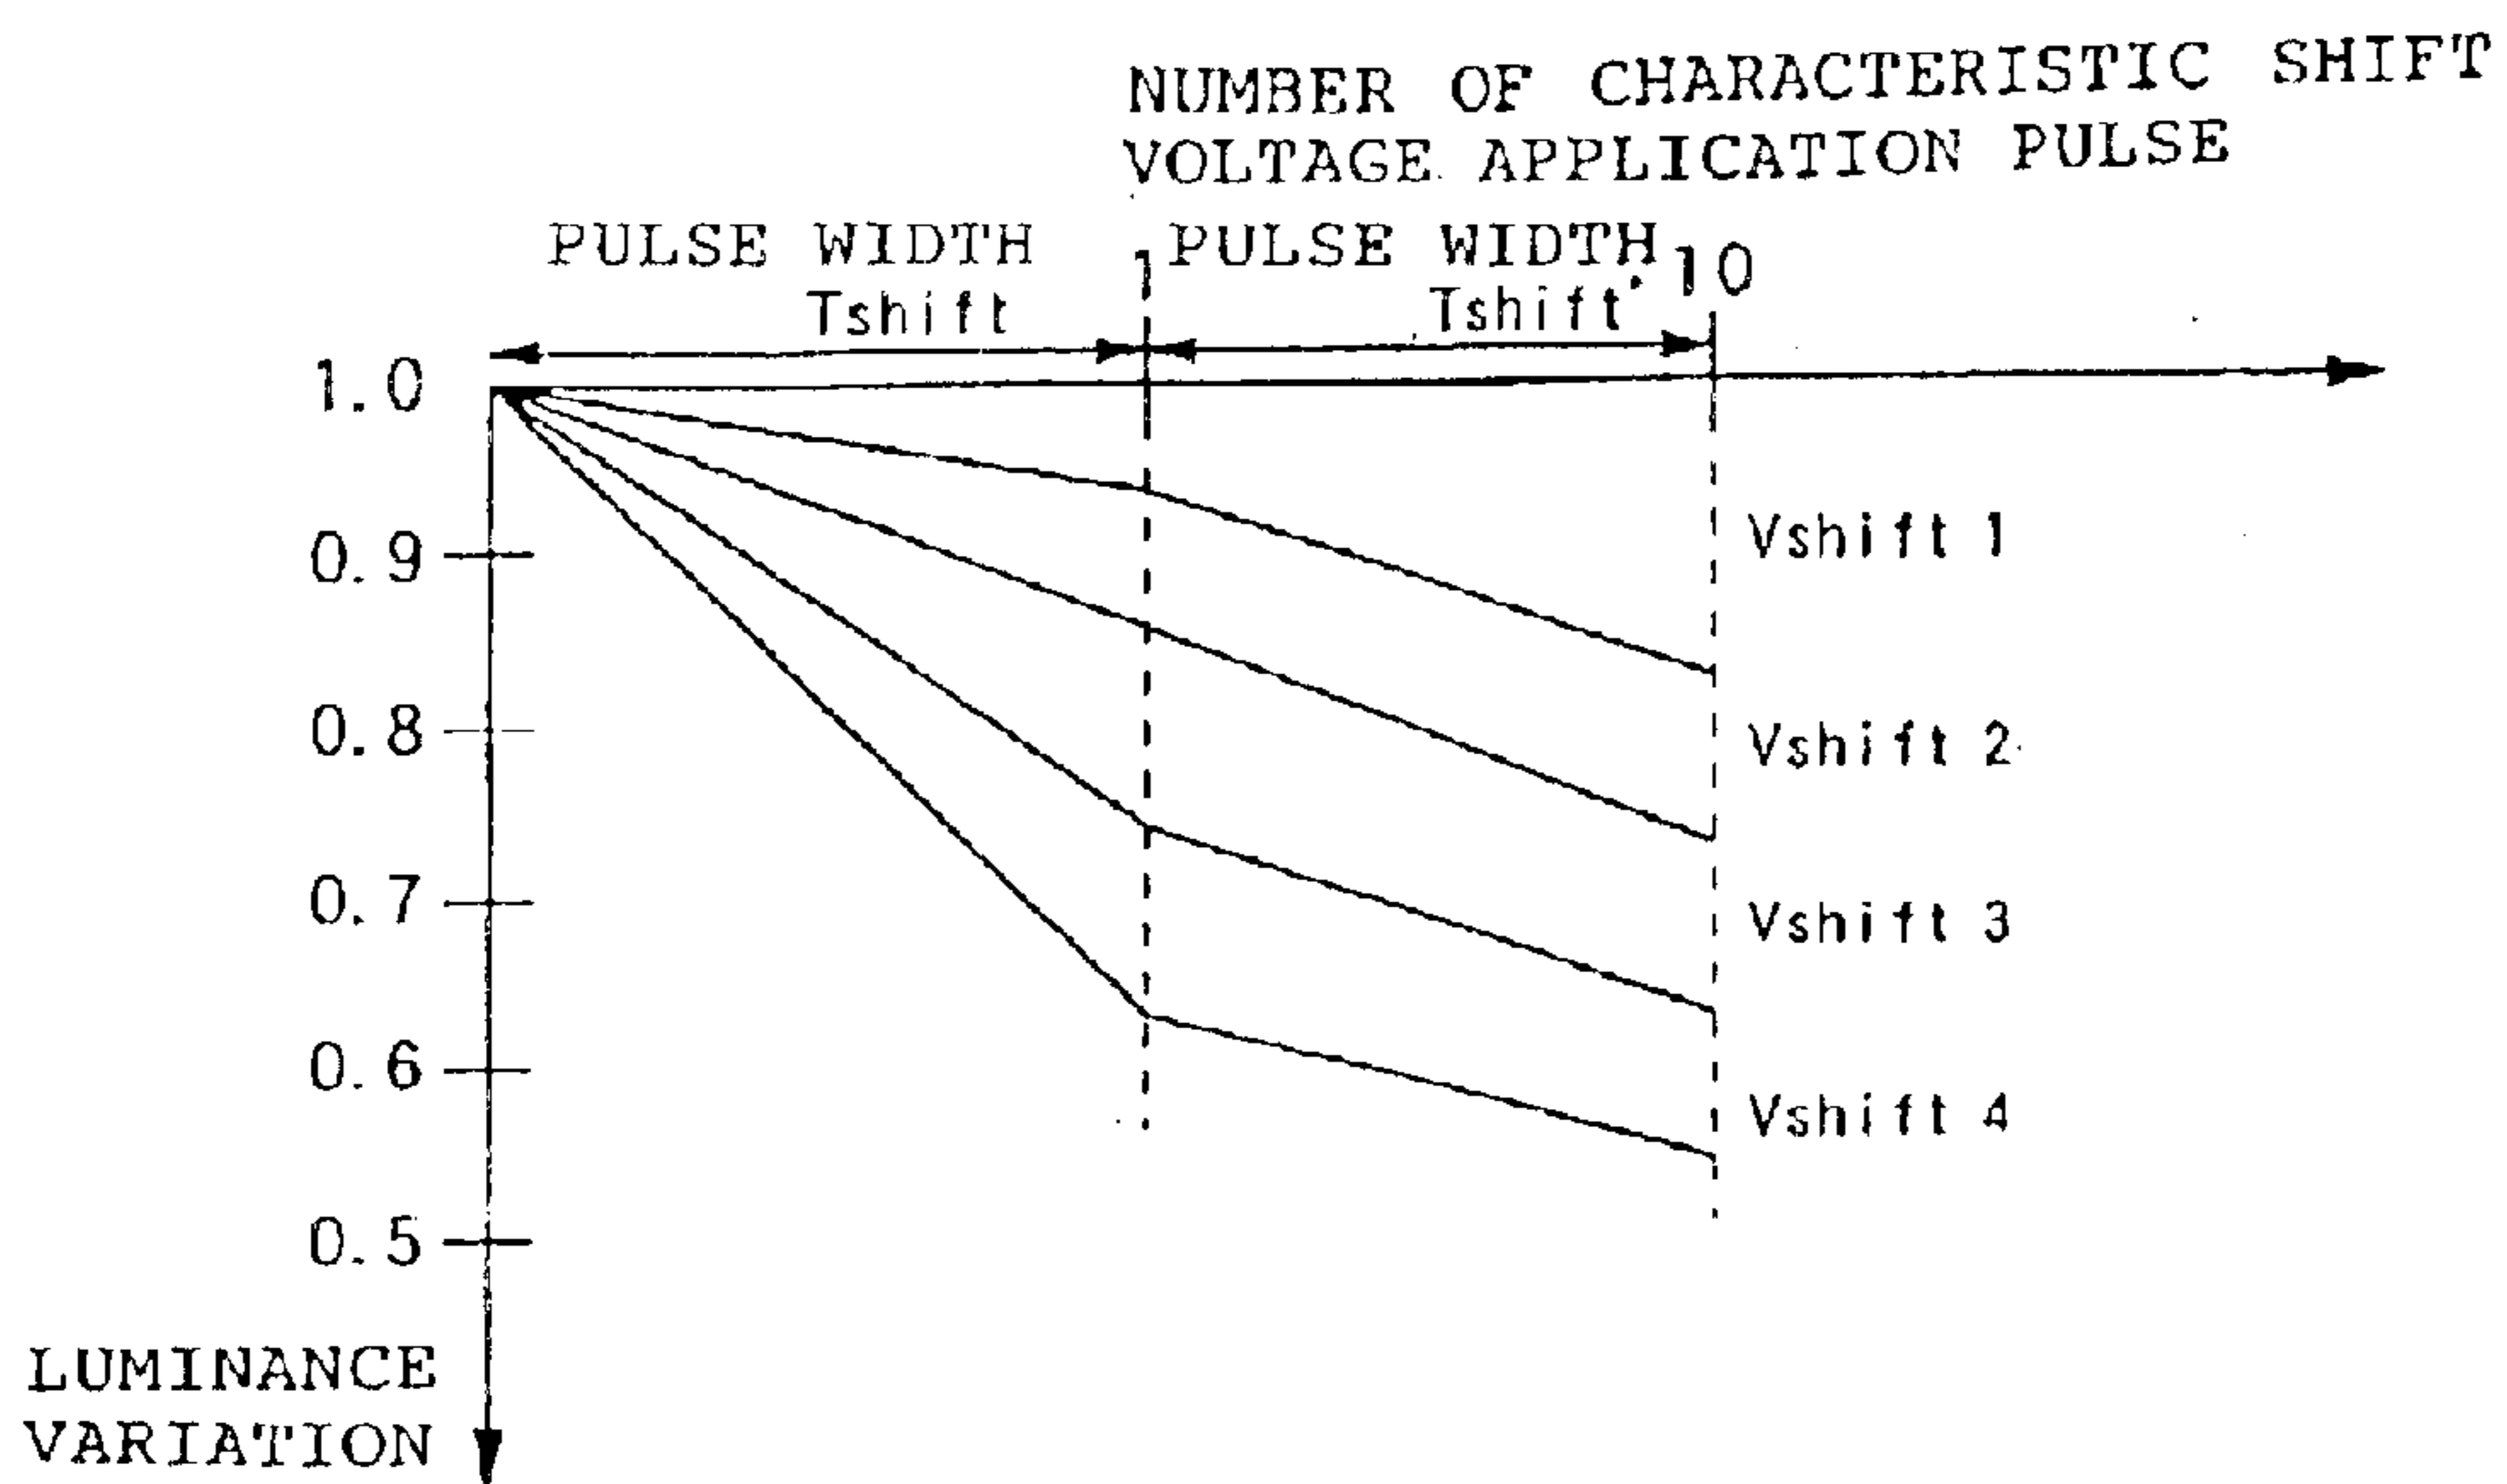 NUMBER OF CHARACTERISTIC SHIFT
VOLTAGE APPLICATION PULSE
PULSE WIDTH
Tshift
1
PULSE WIDTH
Tshift'
10
1.0
0.9
0.8
0.7
0.6
0.5
Vshift 1
Vshift 2
Vshift 3
Vshift 4
LUMINANCE
VARIATION